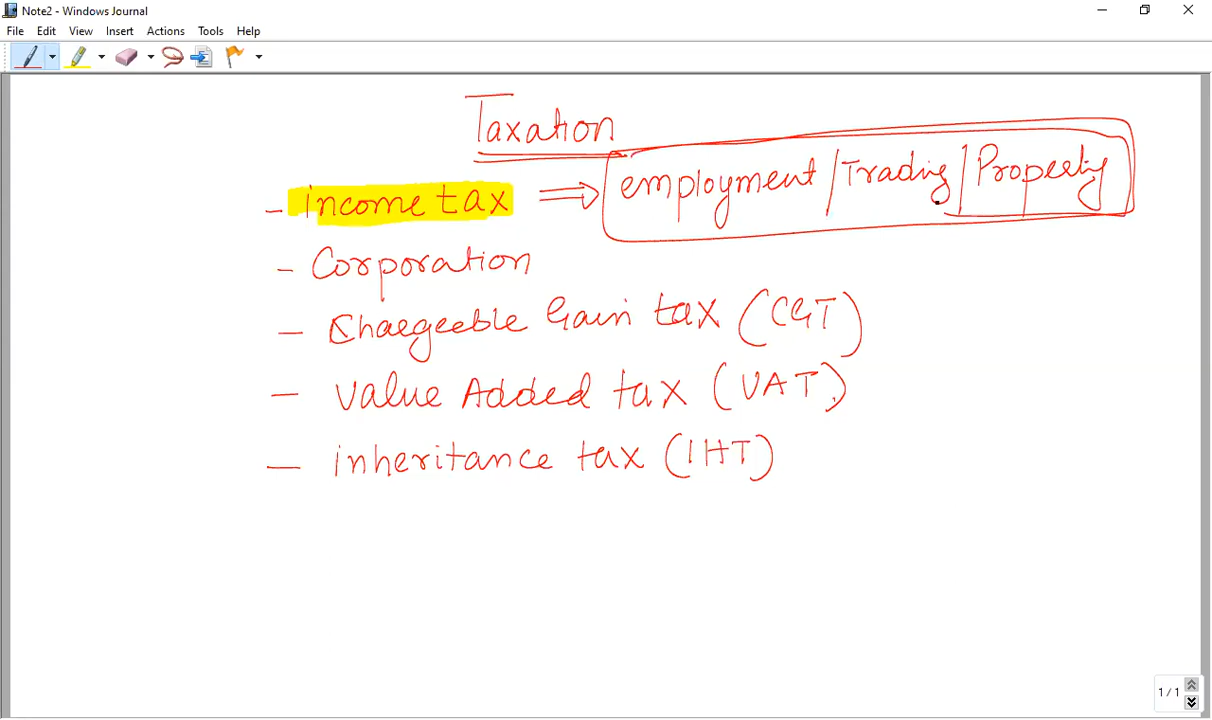 Note2 - Windows Journal
File Edit View Insert Actions Tools Help
Taxation
- income tax ⇒ employment / Trading / Property
- Corporation
- Chargeeble Gain tax (CGT)
- Value Added tax (VAT)
- inheritance tax (IHT)
1 / 1